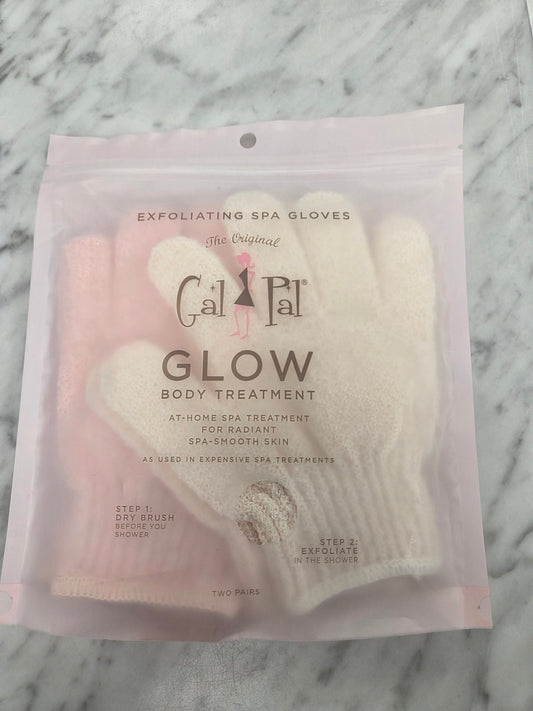 EXFOLIATING SPA GLOVES
The Original
Gal Pal®
GLOW
BODY TREATMENT
AT-HOME SPA TREATMENT
FOR RADIANT
SPA-SMOOTH SKIN
AS USED IN EXPENSIVE SPA TREATMENTS
STEP 1:
DRY BRUSH
BEFORE YOU
SHOWER
STEP 2:
EXFOLIATE
IN THE SHOWER
TWO PAIRS